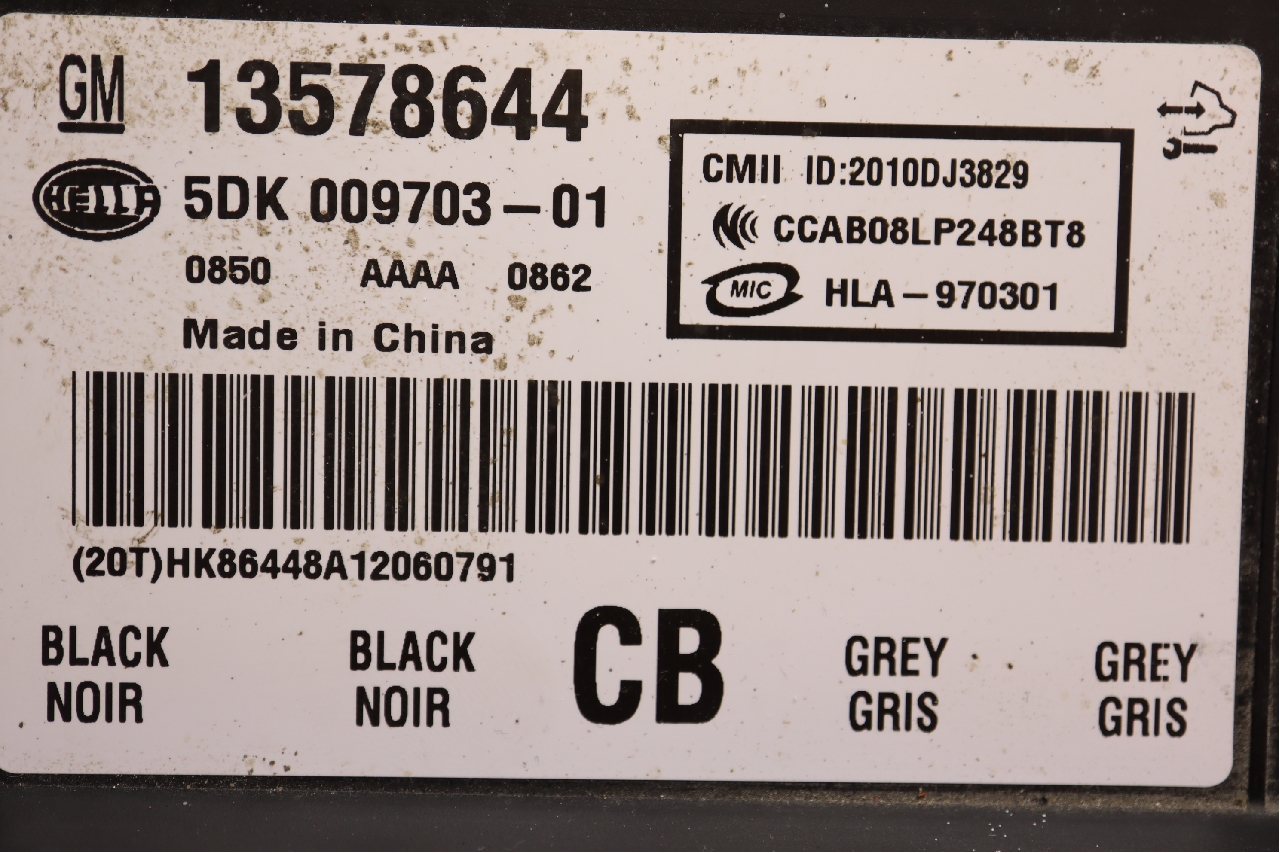 GM 13578644
HELLA 5DK 009703-01
0850 AAAA 0862
Made in China
CMII ID:2010DJ3829
CCAB08LP248BT8
MIC HLA-970301
(20T)HK86448A12060791
BLACK BLACK CB GREY GREY
NOIR NOIR GRIS GRIS